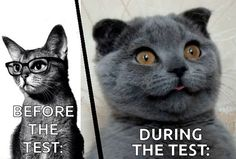 BEFORE
THE
TEST:
DURING
THE TEST: